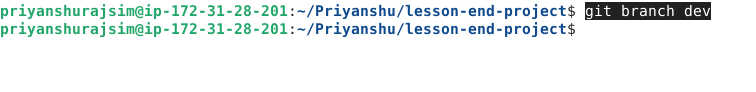 priyanshurajsim@ip-172-31-28-201:~/Priyanshu/lesson-end-project$ git branch dev
priyanshurajsim@ip-172-31-28-201:~/Priyanshu/lesson-end-project$